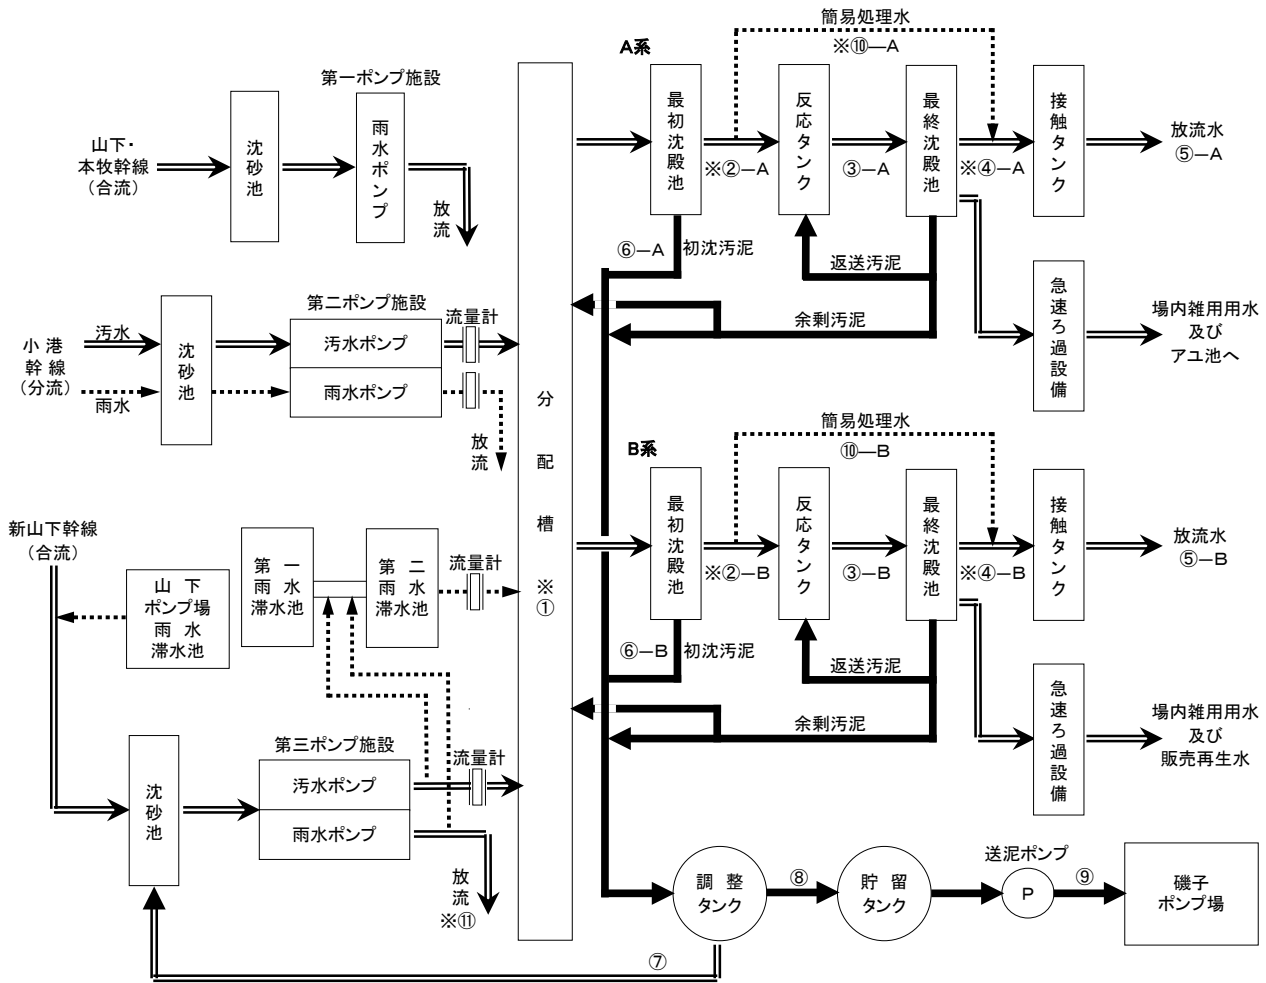 簡易処理水
※⑩―A
A系
第一ポンプ施設
山下・
本牧幹線
(合流)
沈砂池
雨水ポンプ
放流
最初沈殿池
※②―A
反応タンク
③―A
最終沈殿池
※④―A
接触タンク
放流水
⑤―A
⑥―A
初沈汚泥
返送汚泥
余剰汚泥
急速ろ過設備
場内雑用用水
及び
アユ池へ
第二ポンプ施設
流量計
小港
幹線
(分流)
汚水
雨水
沈砂池
汚水ポンプ
雨水ポンプ
放流
分配槽
※①
簡易処理水
⑩―B
B系
最初沈殿池
※②―B
反応タンク
③―B
最終沈殿池
※④―B
接触タンク
放流水
⑤―B
⑥―B
初沈汚泥
返送汚泥
余剰汚泥
急速ろ過設備
場内雑用用水
及び
販売再生水
新山下幹線
(合流)
山下
ポンプ場
雨水
滞水池
第一
雨水
滞水池
第二
雨水
滞水池
流量計
第三ポンプ施設
流量計
沈砂池
汚水ポンプ
雨水ポンプ
放流
※⑪
⑦
調整
タンク
⑧
貯留
タンク
送泥ポンプ
P
⑨
磯子
ポンプ場